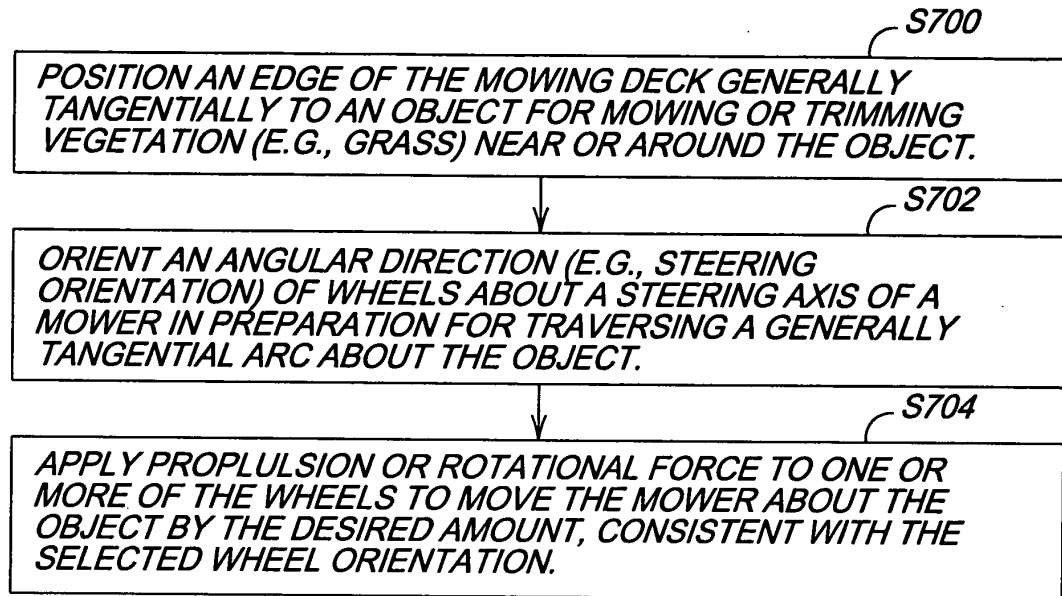 S700
POSITION AN EDGE OF THE MOWING DECK GENERALLY
TANGENTIALLY TO AN OBJECT FOR MOWING OR TRIMMING
VEGETATION (E.G., GRASS) NEAR OR AROUND THE OBJECT.
S702
ORIENT AN ANGULAR DIRECTION (E.G., STEERING
ORIENTATION) OF WHEELS ABOUT A STEERING AXIS OF A
MOWER IN PREPARATION FOR TRAVERSING A GENERALLY
TANGENTIAL ARC ABOUT THE OBJECT.
S704
APPLY PROPLULSION OR ROTATIONAL FORCE TO ONE OR
MORE OF THE WHEELS TO MOVE THE MOWER ABOUT THE
OBJECT BY THE DESIRED AMOUNT, CONSISTENT WITH THE
SELECTED WHEEL ORIENTATION.